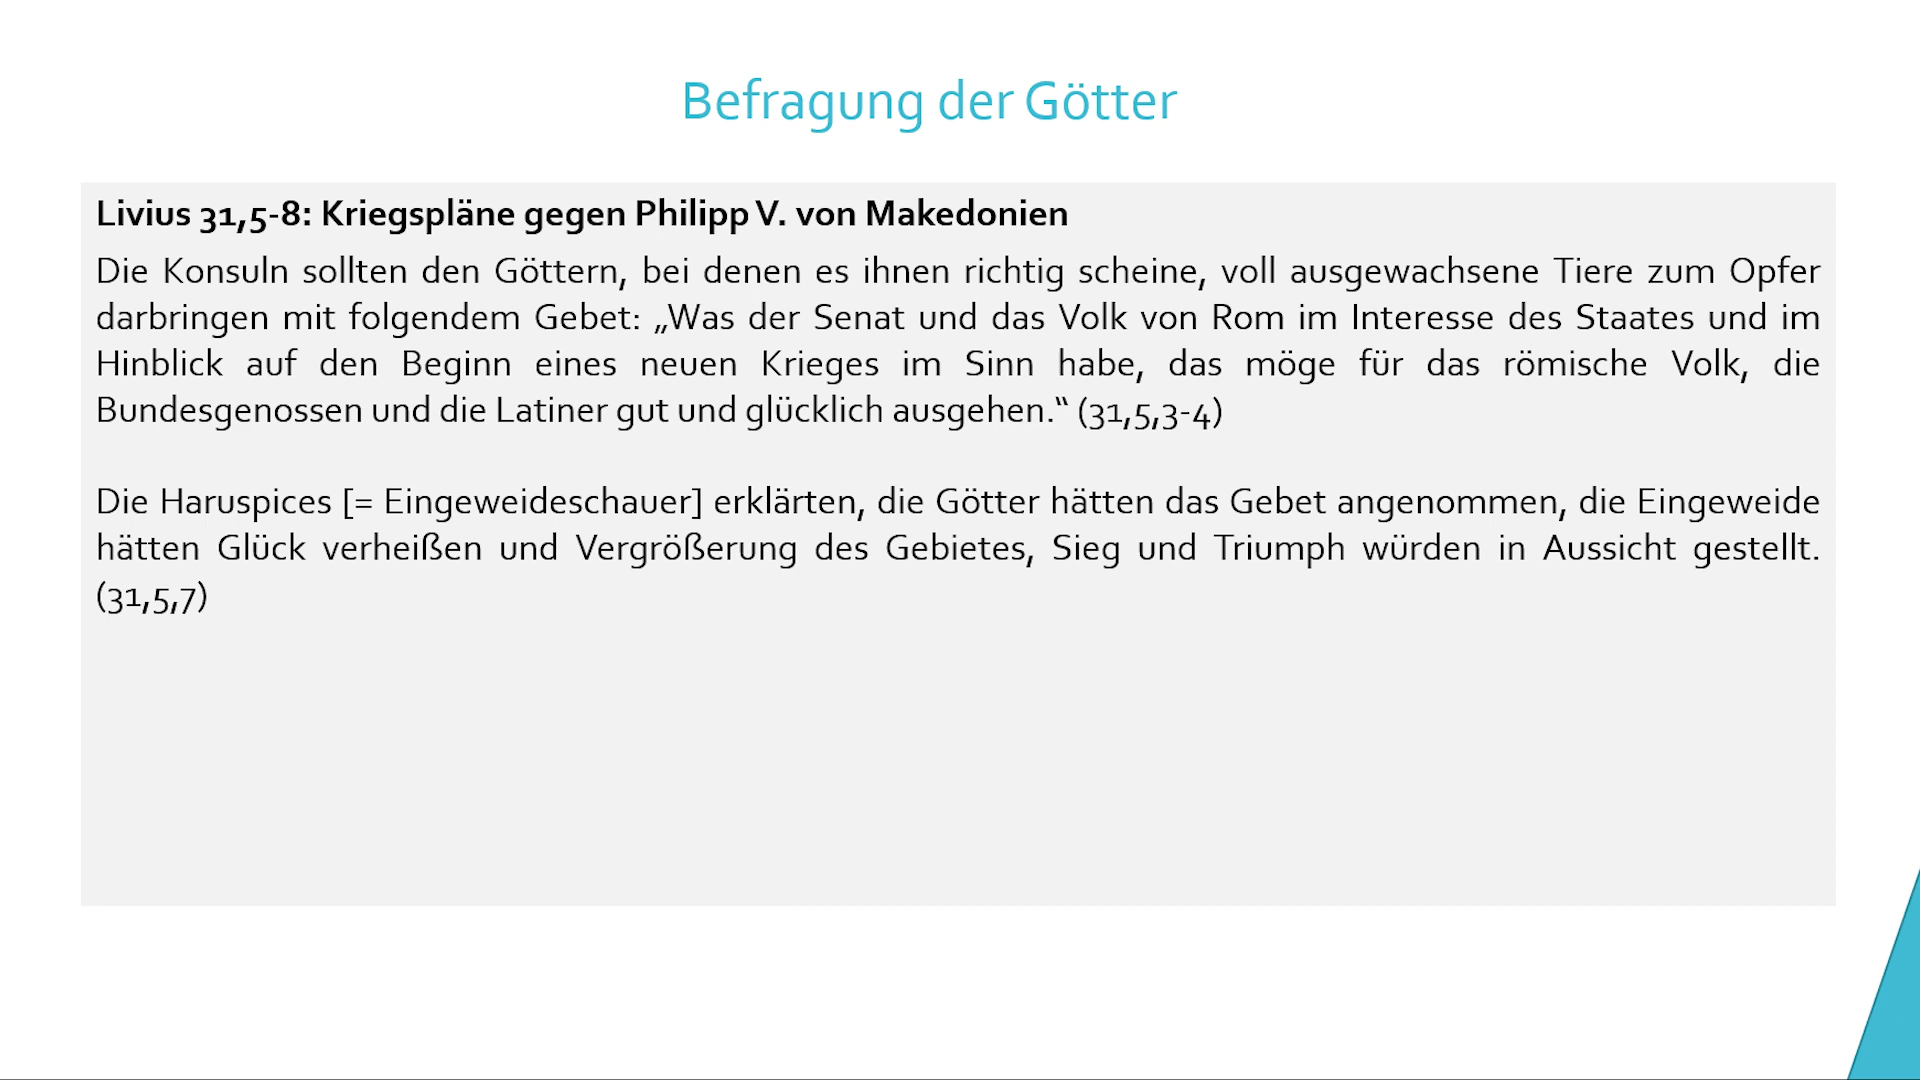 Befragung der Götter
Livius 31,5-8: Kriegspläne gegen Philipp V. von Makedonien
Die Konsuln sollten den Göttern, bei denen es ihnen richtig scheine, voll ausgewachsene Tiere zum Opfer
darbringen mit folgendem Gebet: „Was der Senat und das Volk von Rom im Interesse des Staates und im
Hinblick auf den Beginn eines neuen Krieges im Sinn habe, das möge für das römische Volk, die
Bundesgenossen und die Latiner gut und glücklich ausgehen.“ (31,5,3-4)
Die Haruspices [= Eingeweideschauer] erklärten, die Götter hätten das Gebet angenommen, die Eingeweide
hätten Glück verheißen und Vergrößerung des Gebietes, Sieg und Triumph würden in Aussicht gestellt.
(31,5,7)